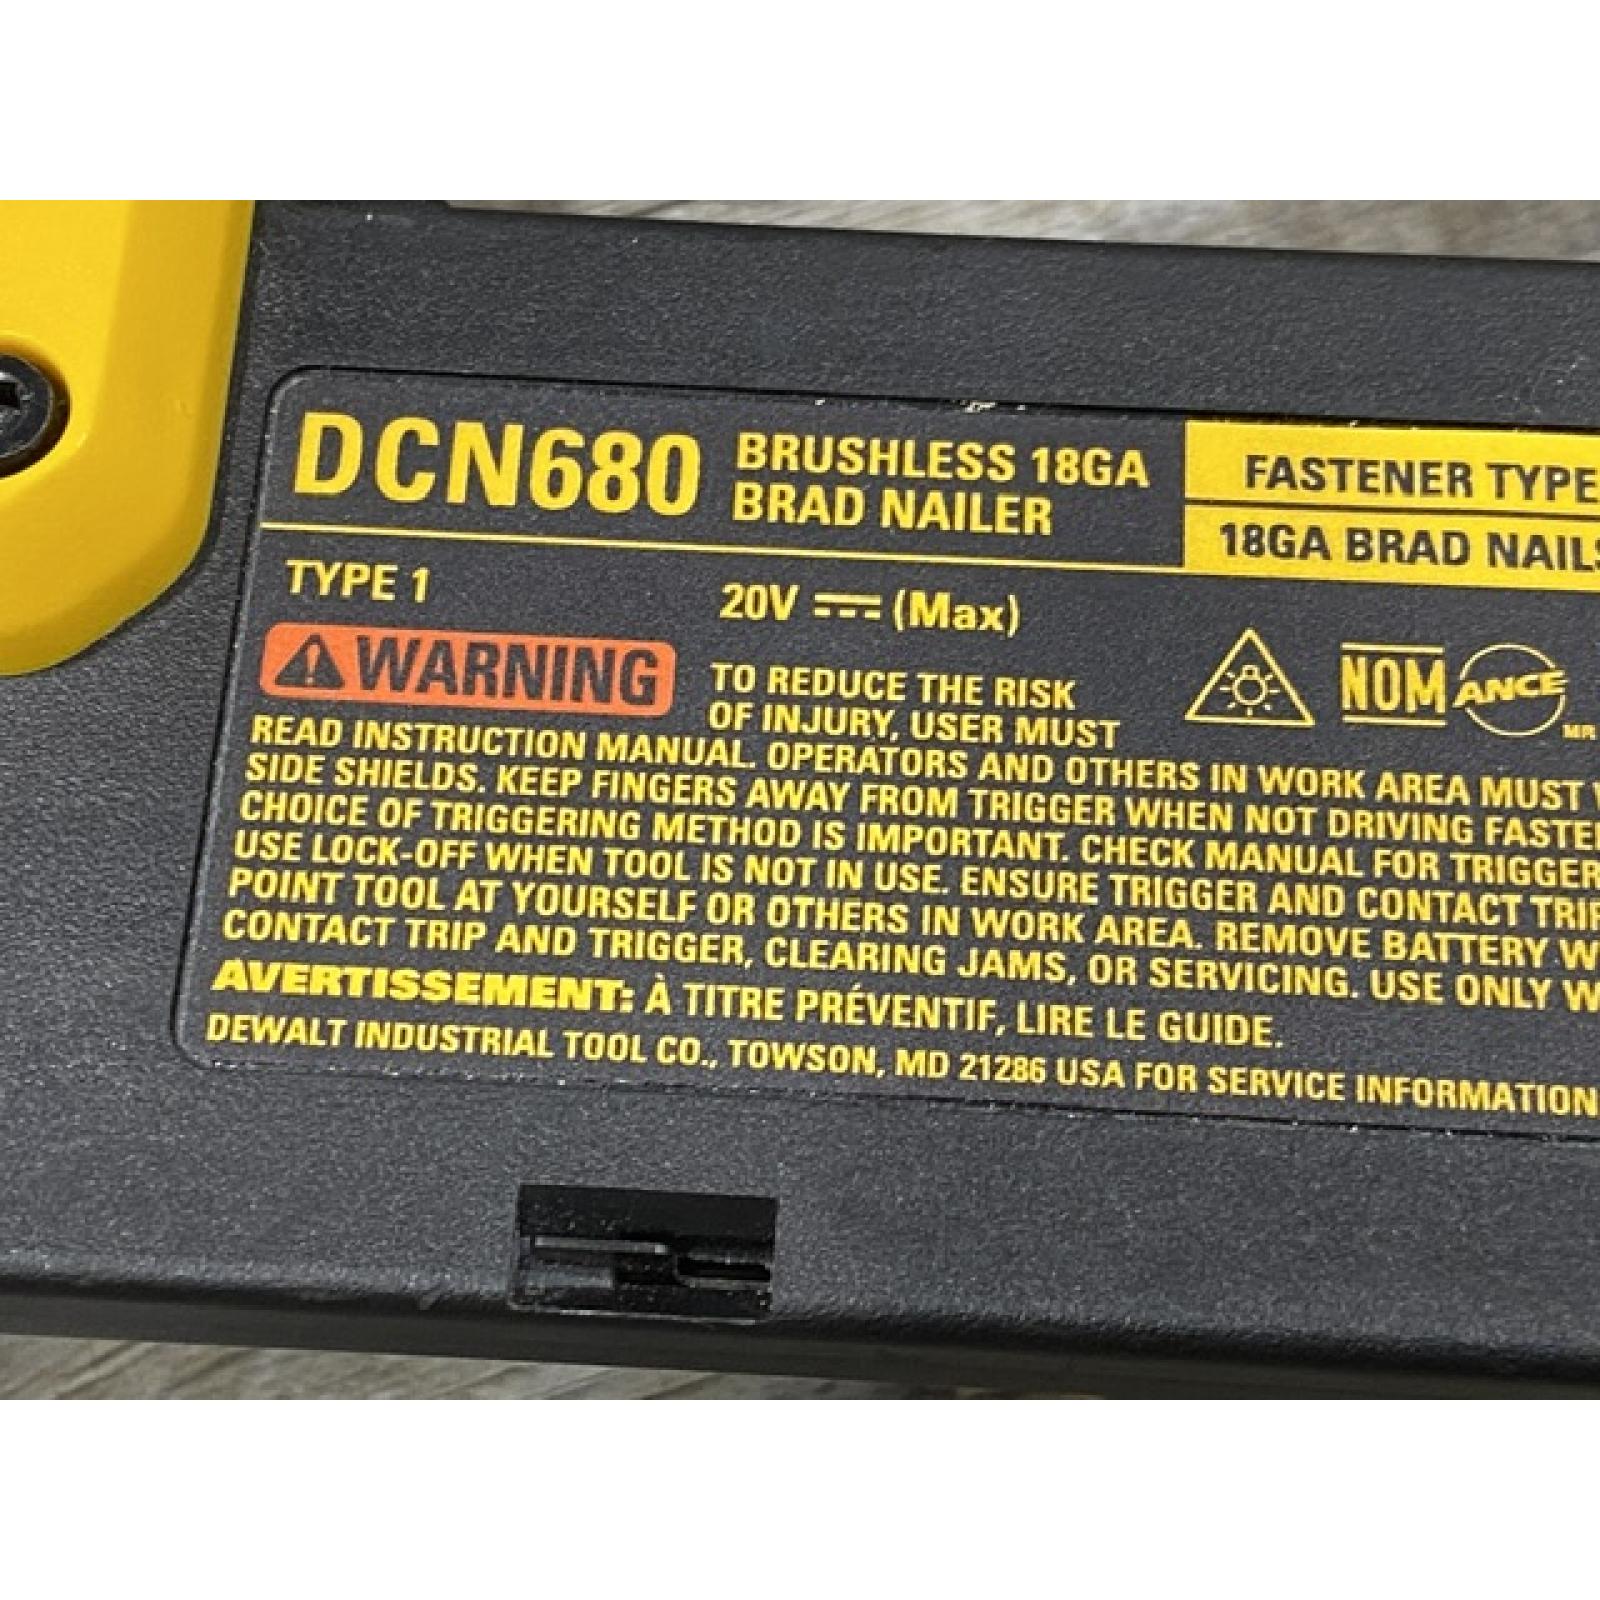 DCN680 BRUSHLESS 18GA
BRAD NAILER
FASTENER TYPE
18GA BRAD NAILS
TYPE 1
20V (Max)
WARNING
TO REDUCE THE RISK
OF INJURY, USER MUST
NOM ANCE MR
READ INSTRUCTION MANUAL. OPERATORS AND OTHERS IN WORK AREA MUST
SIDE SHIELDS. KEEP FINGERS AWAY FROM TRIGGER WHEN NOT DRIVING
CHOICE OF TRIGGERING METHOD IS IMPORTANT. CHECK MANUAL FOR TRIGGER
USE LOCK-OFF WHEN TOOL IS NOT IN USE. ENSURE TRIGGER AND CONTACT TRIP
POINT TOOL AT YOURSELF OR OTHERS IN WORK AREA. REMOVE BATTERY
CONTACT TRIP AND TRIGGER, CLEARING JAMS, OR SERVICING. USE ONLY
AVERTISSEMENT: À TITRE PRÉVENTIF, LIRE LE GUIDE.
DEWALT INDUSTRIAL TOOL CO., TOWSON, MD 21286 USA FOR SERVICE INFORMATION